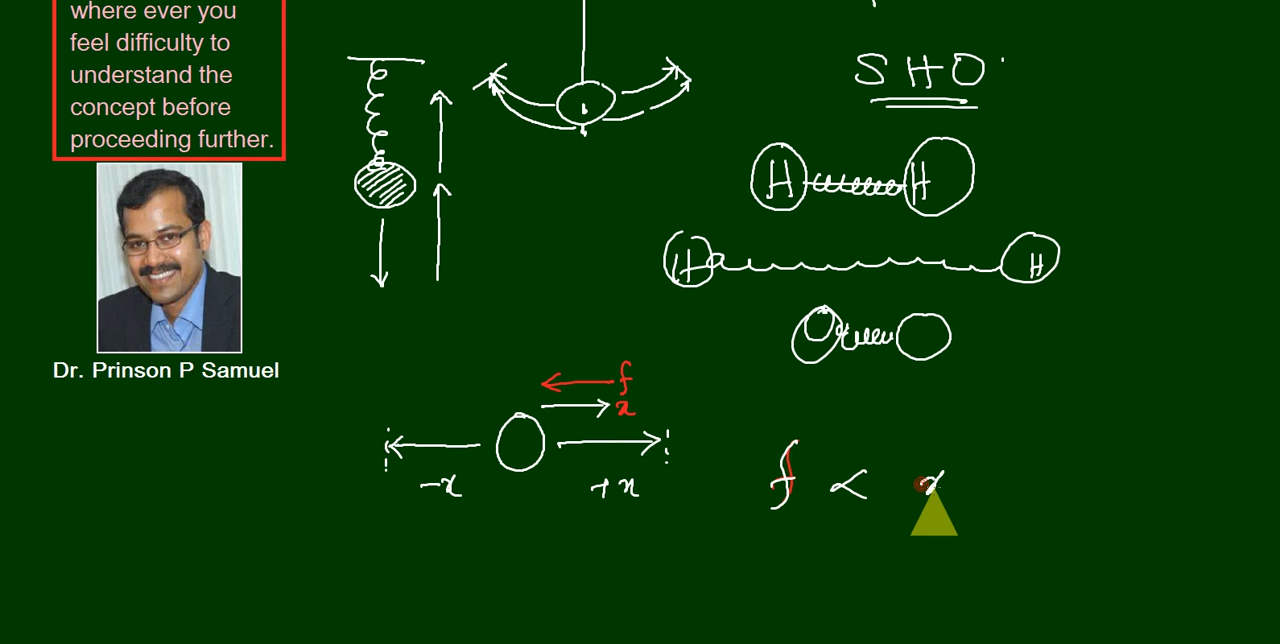 where ever you
feel difficulty to
understand the
concept before
proceeding further.
Dr. Prinson P Samuel
SHO
H H
H H
f
x
-x +x
f ∝ x